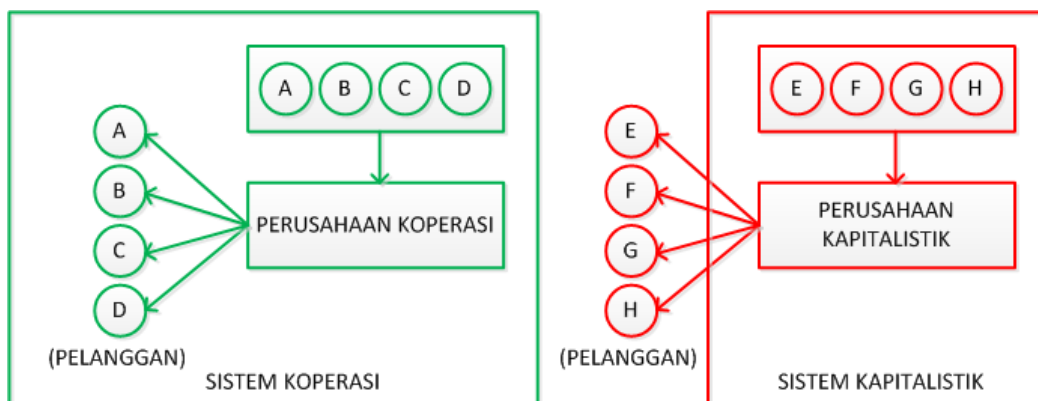 A B C D
A
B
C
D
PERUSAHAAN KOPERASI
(PELANGGAN)
SISTEM KOPERASI
E F G H
E
F
G
H
PERUSAHAAN
KAPITALISTIK
(PELANGGAN)
SISTEM KAPITALISTIK